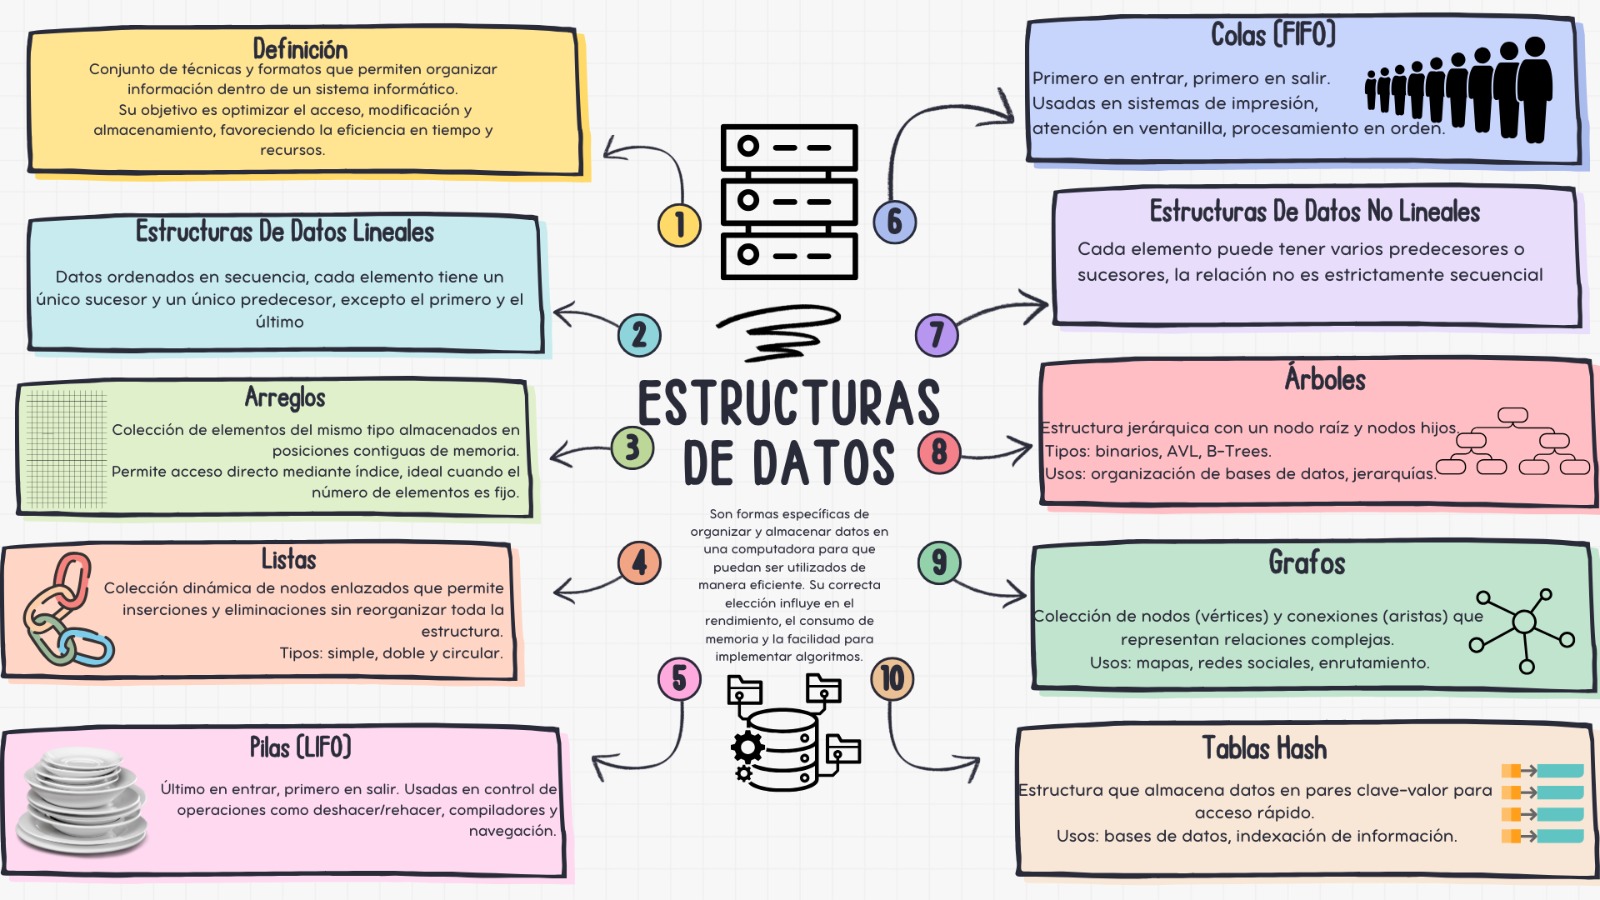 Definición
Conjunto de técnicas y formatos que permiten organizar
información dentro de un sistema informático.
Su objetivo es optimizar el acceso, modificación y
almacenamiento, favoreciendo la eficiencia en tiempo y
recursos.
1
Estructuras De Datos Lineales
Datos ordenados en secuencia, cada elemento tiene un
único sucesor y un único predecesor, excepto el primero y el
último
2
Arreglos
Colección de elementos del mismo tipo almacenados en
posiciones contiguas de memoria.
Permite acceso directo mediante índice, ideal cuando el
número de elementos es fijo.
3
Listas
Colección dinámica de nodos enlazados que permite
inserciones y eliminaciones sin reorganizar toda la
estructura.
Tipos: simple, doble y circular.
4
Pilas (LIFO)
Último en entrar, primero en salir. Usadas en control de
operaciones como deshacer/rehacer, compiladores y
navegación.
5
ESTRUCTURAS
DE DATOS
Son formas específicas de
organizar y almacenar datos en
una computadora para que
puedan ser utilizados de
manera eficiente. Su correcta
elección influye en el
rendimiento, el consumo de
memoria y la facilidad para
implementar algoritmos.
Colas (FIFO)
Primero en entrar, primero en salir.
Usadas en sistemas de impresión,
atención en ventanilla, procesamiento en orden.
6
Estructuras De Datos No Lineales
Cada elemento puede tener varios predecesores o
sucesores, la relación no es estrictamente secuencial
7
Árboles
Estructura jerárquica con un nodo raíz y nodos hijos.
Tipos: binarios, AVL, B-Trees.
Usos: organización de bases de datos, jerarquías.
8
Grafos
Colección de nodos (vértices) y conexiones (aristas) que
representan relaciones complejas.
Usos: mapas, redes sociales, enrutamiento.
9
Tablas Hash
Estructura que almacena datos en pares clave-valor para
acceso rápido.
Usos: bases de datos, indexación de información.
10